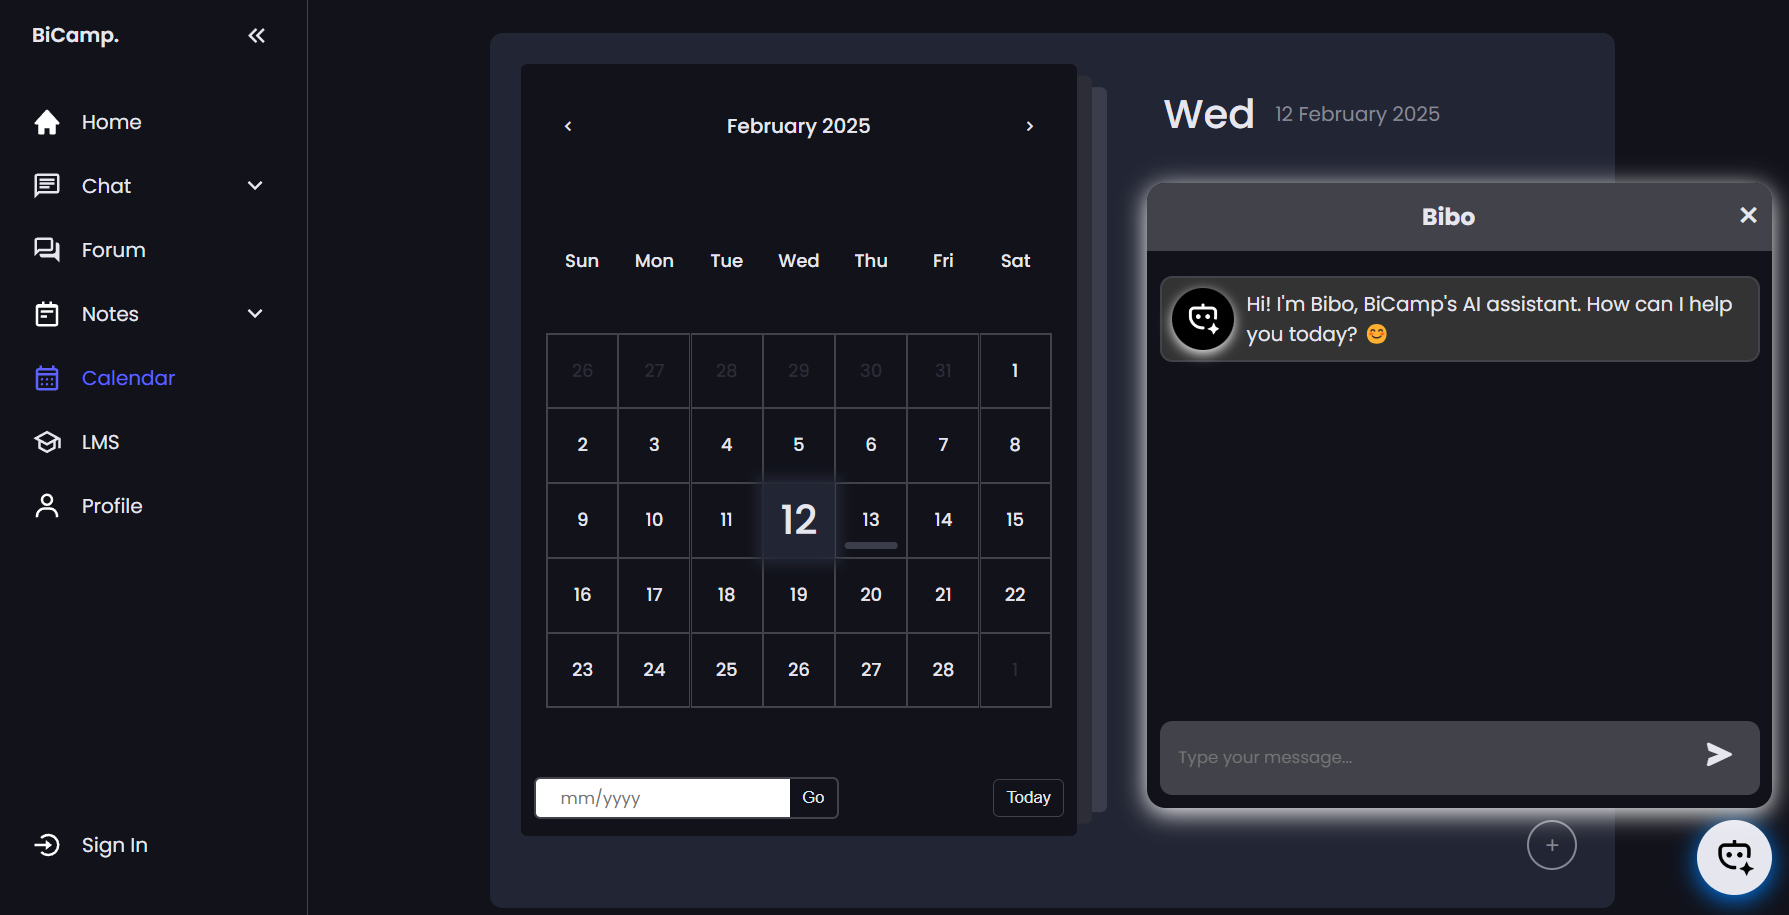 BiCamp.
Home
Chat
Forum
Notes
Calendar
LMS
Profile
Sign In
February 2025
Sun Mon Tue Wed Thu Fri Sat
26 27 28 29 30 31 1
2 3 4 5 6 7 8
9 10 11 12 13 14 15
16 17 18 19 20 21 22
23 24 25 26 27 28 1
mm/yyyy Go Today
Wed 12 February 2025
Bibo
Hi! I'm Bibo, BiCamp's AI assistant. How can I help
you today? 😊
Type your message...